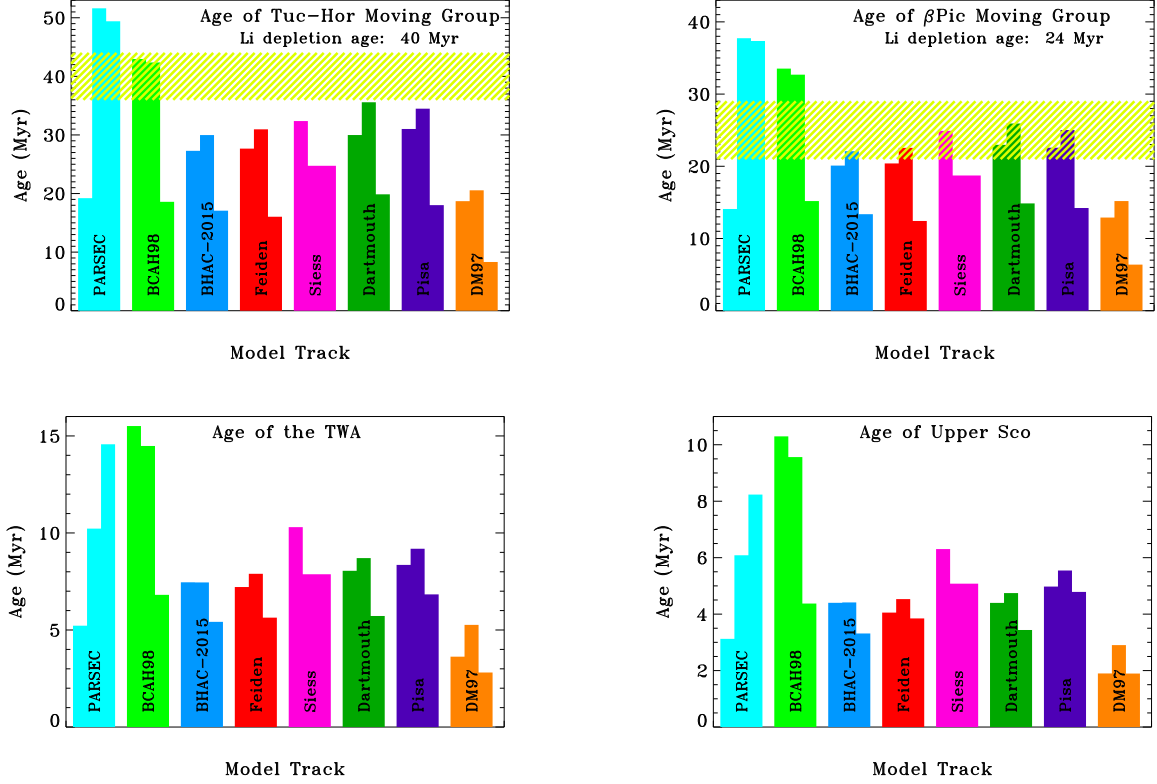 Age of Tuc-Hor Moving Group
Li depletion age: 40 Myr
Age (Myr)
50
40
30
20
10
0
PARSEC
BCAH98
BHAC-2015
Feiden
Siess
Dartmouth
Pisa
DM97
Model Track
Age of βPic Moving Group
Li depletion age: 24 Myr
Age (Myr)
40
30
20
10
0
PARSEC
BCAH98
BHAC-2015
Feiden
Siess
Dartmouth
Pisa
DM97
Model Track
Age of the TWA
Age (Myr)
15
10
5
0
PARSEC
BCAH98
BHAC-2015
Feiden
Siess
Dartmouth
Pisa
DM97
Model Track
Age of Upper Sco
Age (Myr)
10
8
6
4
2
0
PARSEC
BCAH98
BHAC-2015
Feiden
Siess
Dartmouth
Pisa
DM97
Model Track